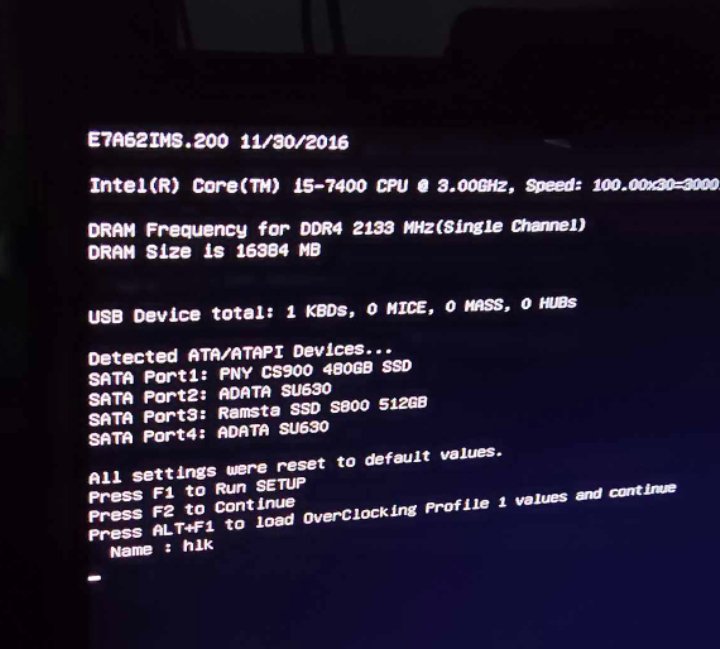 E7A62IMS.200 11/30/2016
Intel(R) Core(TM) i5-7400 CPU @ 3.00GHz, Speed: 100.00x30=3000
DRAM Frequency for DDR4 2133 MHz(Single Channel)
DRAM Size is 16384 MB
USB Device total: 1 KBDs, 0 MICE, 0 MASS, 0 HUBs
Detected ATA/ATAPI Devices...
SATA Port1: PNY CS900 480GB SSD
SATA Port2: ADATA SU630
SATA Port3: Ramsta SSD S800 512GB
SATA Port4: ADATA SU630
All settings were reset to default values.
Press F1 to Run SETUP
Press F2 to Continue
Press ALT+F1 to load OverClocking Profile 1 values and continue
Name : hlk